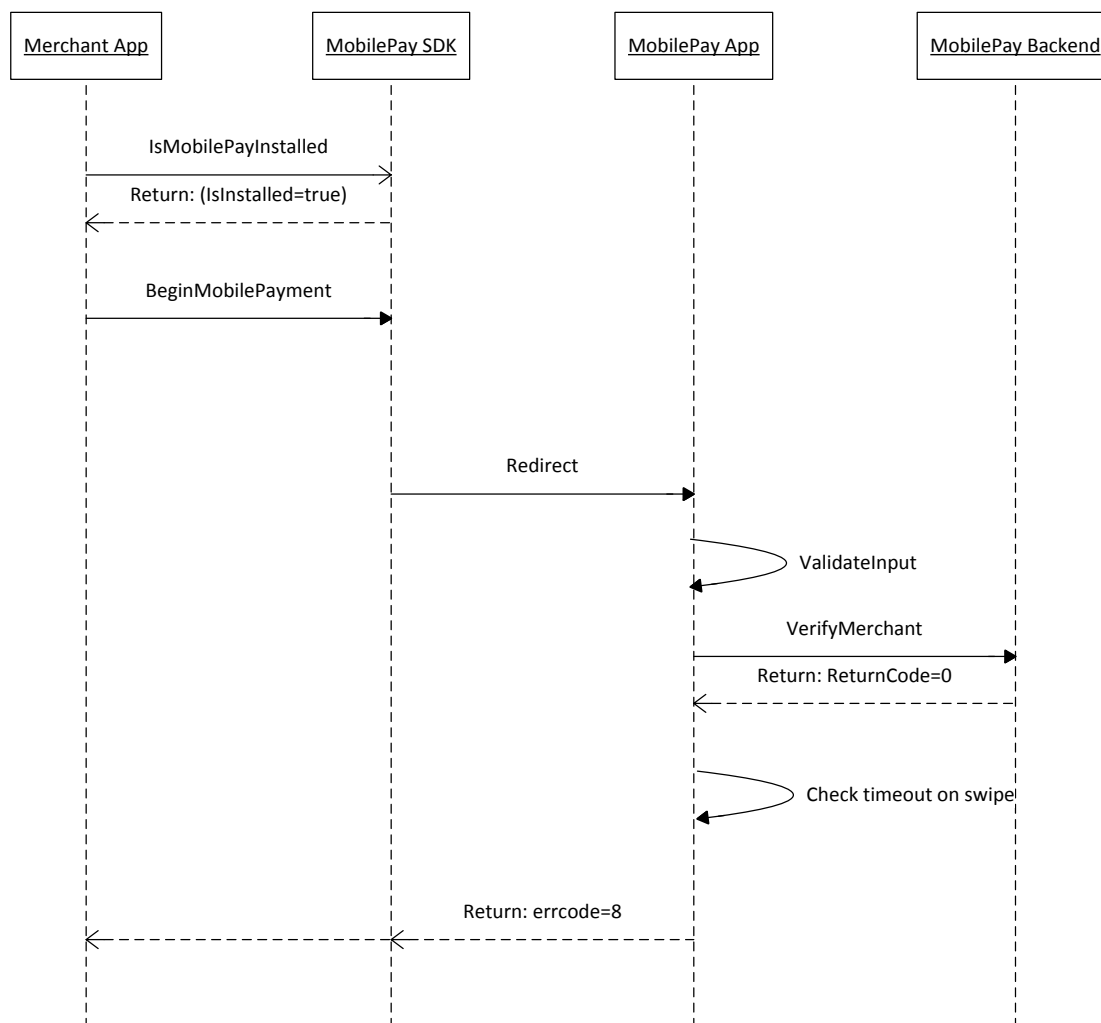 Merchant App
MobilePay SDK
MobilePay App
MobilePay Backend
IsMobilePayInstalled
Return: (IsInstalled=true)
BeginMobilePayment
Redirect
ValidateInput
VerifyMerchant
Return: ReturnCode=0
Check timeout on swipe
Return: errcode=8